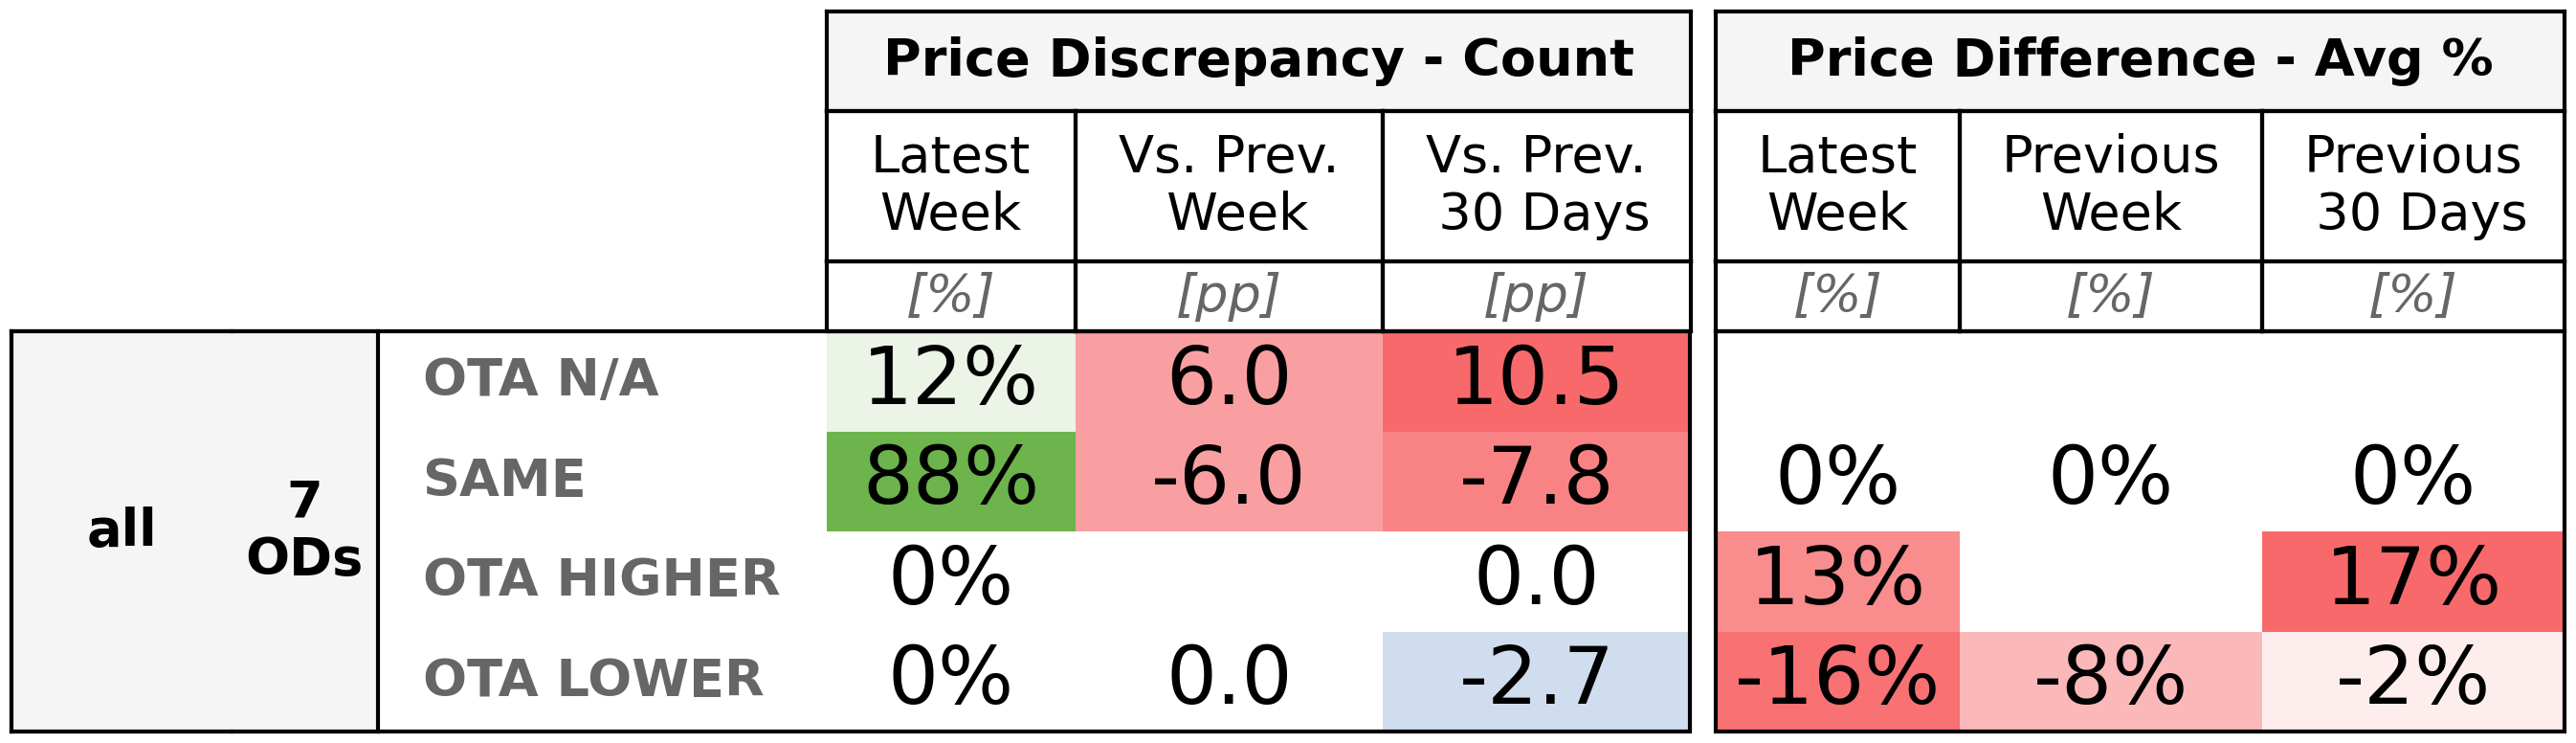 Price Discrepancy - Count Price Difference - Avg %
Latest Week Vs. Prev. Week Vs. Prev. 30 Days Latest Week Previous Week Previous 30 Days
[%] [pp] [pp] [%] [%] [%]
all 7 ODs
OTA N/A 12% 6.0 10.5
SAME 88% -6.0 -7.8 0% 0% 0%
OTA HIGHER 0% 0.0 13% 17%
OTA LOWER 0% 0.0 -2.7 -16% -8% -2%